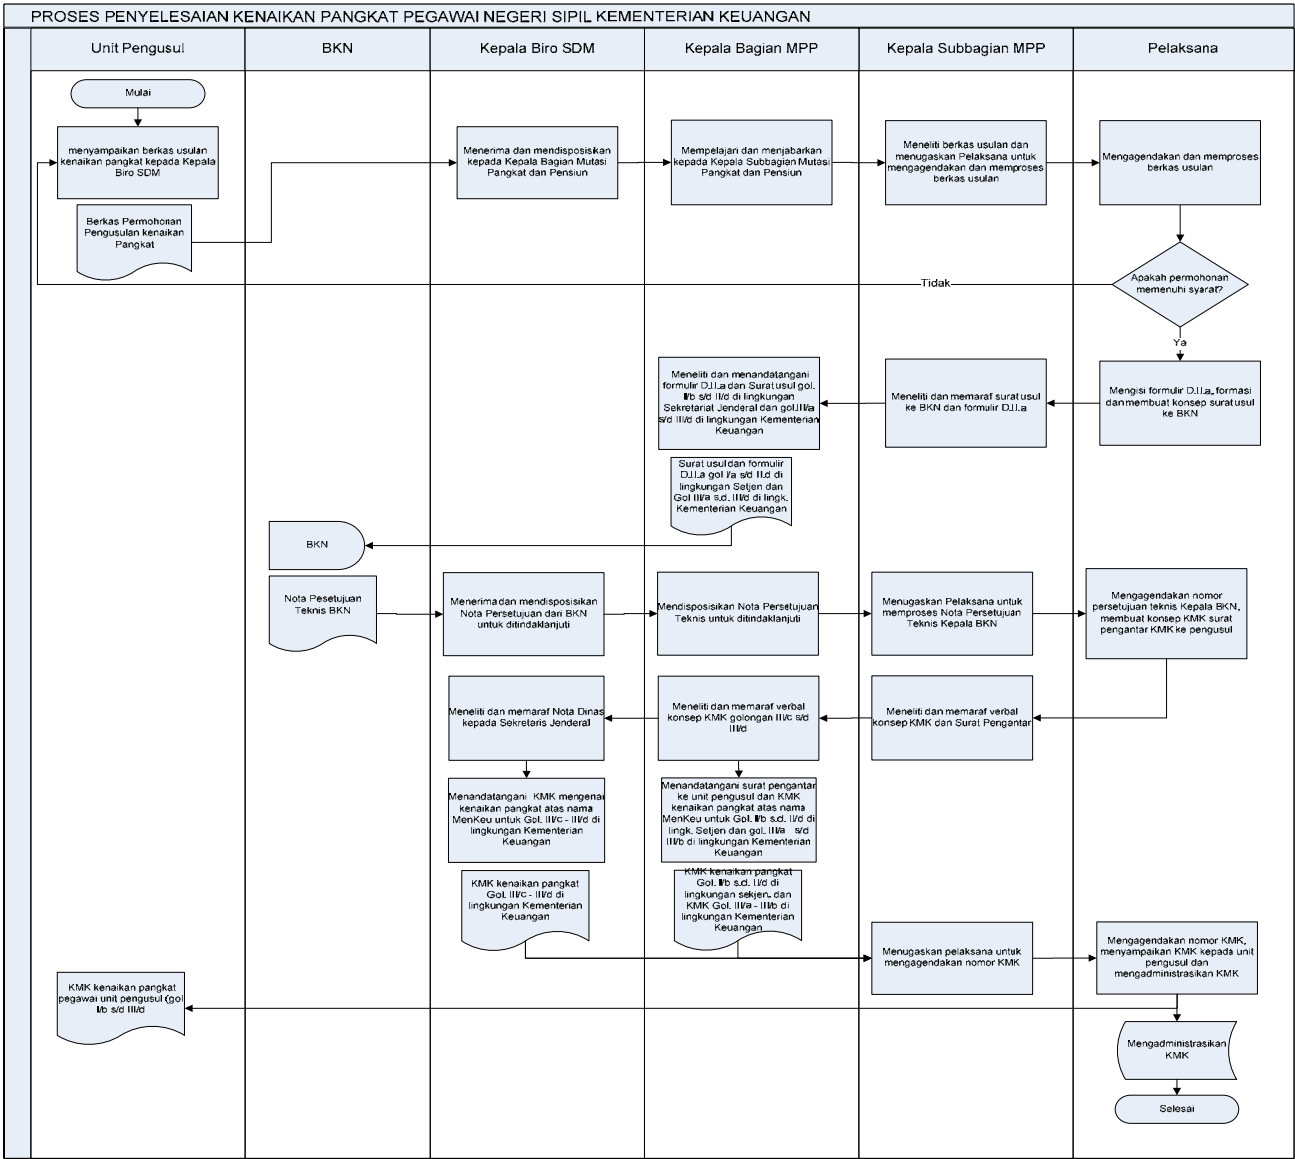 PROSES PENYELESAIAN KENAIKAN PANGKAT PEGAWAI NEGERI SIPIL KEMENTERIAN KEUANGAN
Unit Pengusul
BKN
Kepala Biro SDM
Kepala Bagian MPP
Kepala Subbagian MPP
Pelaksana
Mulai
menyampaikan berkas usulan
kenaikan pangkat kepada Kepala
Biro SDM
Menerima dan mendisposisikan
kepada Kepala Bagian Mutasi
Pangkat dan Pensiun
Mempelajari dan menjabarkan
kepada Kepala Subbagian Mutasi
Pangkat dan Pensiun
Meneliti berkas usulan dan
menugaskan Pelaksana untuk
mengagendakan dan memproses
berkas usulan
Mengagendakan dan memproses
berkas usulan
Berkas Permohonan
Pengusulan kenaikan
Pangkat
Apakah permohonan
memenuhi syarat?
Tidak
Ya
Meneliti dan menandatangani
formulir D.II.a dan Surat usul gol.
II/b s/d II/d di lingkungan
Sekretariat Jenderal dan gol.III/a
s/d III/d di lingkungan Kementerian
Keuangan
Meneliti dan memaraf surat usul
ke BKN dan formulir D.II.a
Mengisi formulir D.II.a, formasi
dan membuat konsep surat usul
ke BKN
Surat usul dan formulir
D.II.a gol I/a s/d II.d di
lingkungan Setjen dan
Gol III/a s.d. III/d di lingk.
Kementerian Keuangan
BKN
Nota Pesetujuan
Teknis BKN
Menerima dan mendisposisikan
Nota Persetujuan dari BKN
untuk ditindaklanjuti
Mendisposisikan Nota Persetujuan
Teknis untuk ditindaklanjuti
Menugaskan Pelaksana untuk
memproses Nota Persetujuan
Teknis Kepala BKN
Mengagendakan nomor
persetujuan teknis Kepala BKN,
membuat konsep KMK surat
pengantar KMK ke pengusul
Meneliti dan memaraf Nota Dinas
kepada Sekretaris Jenderal
Meneliti dan memaraf verbal
konsep KMK golongan III/c s/d
III/d
Meneliti dan memaraf verbal
konsep KMK dan Surat Pengantar
Menandatangani KMK mengenai
kenaikan pangkat atas nama
MenKeu untuk Gol. III/c - III/d di
lingkungan Kementerian
Keuangan
Menandatangani surat pengantar
ke unit pengusul dan KMK
kenaikan pangkat atas nama
MenKeu untuk Gol. II/b s.d. II/d di
lingk. Setjen dan gol. III/a s/d
III/b di lingkungan Kementerian
Keuangan
KMK kenaikan pangkat
Gol. III/c - III/d di
lingkungan Kementerian
Keuangan
KMK kenaikan pangkat
Gol. II/b s.d. II/d di
lingkungan sekjen. dan
KMK Gol. III/a - III/b di
lingkungan Kementerian
Keuangan
Menugaskan pelaksana untuk
mengagendakan nomor KMK
Mengagendakan nomor KMK,
menyampaikan KMK kepada unit
pengusul dan
mengadministrasikan KMK
KMK kenaikan pangkat
pegawai unit pengusul (gol
II/b s/d III/d
Mengadministrasikan
KMK
Selesai